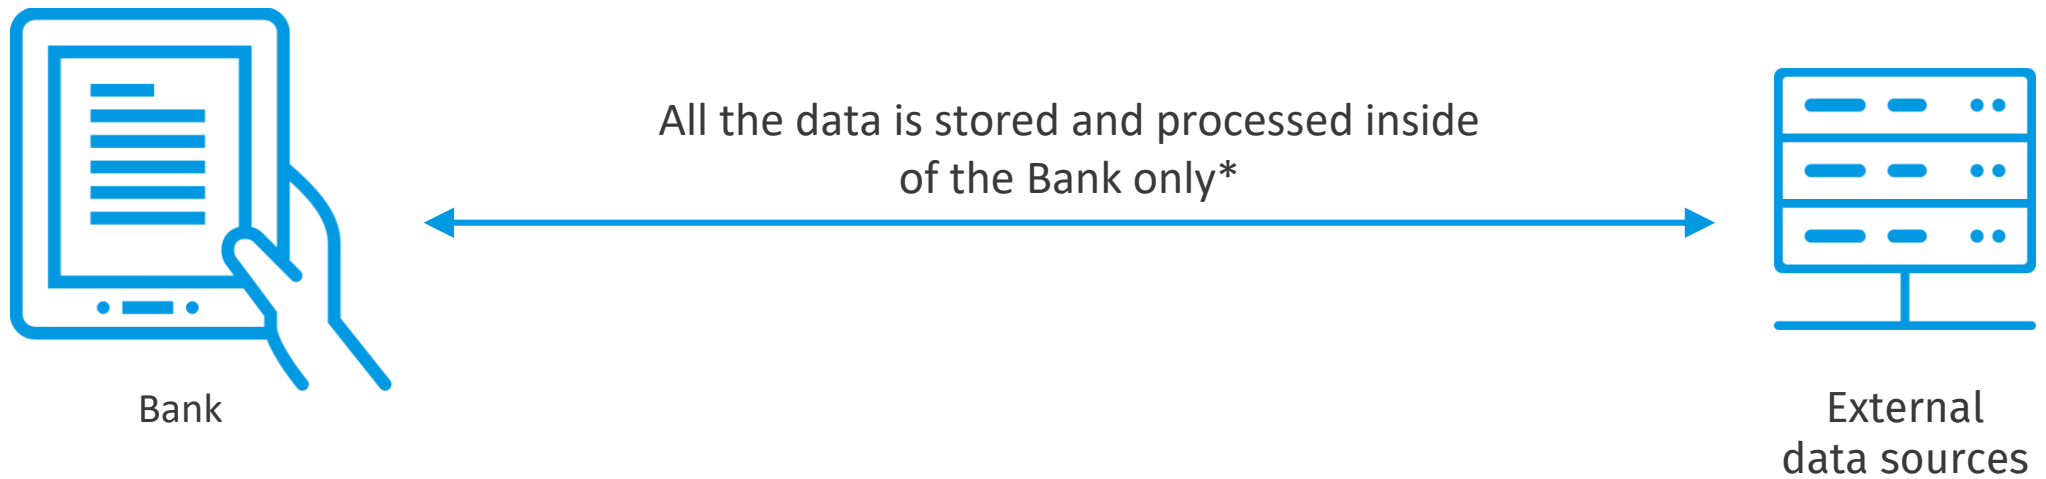 All the data is stored and processed inside
of the Bank only*
Bank
External
data sources